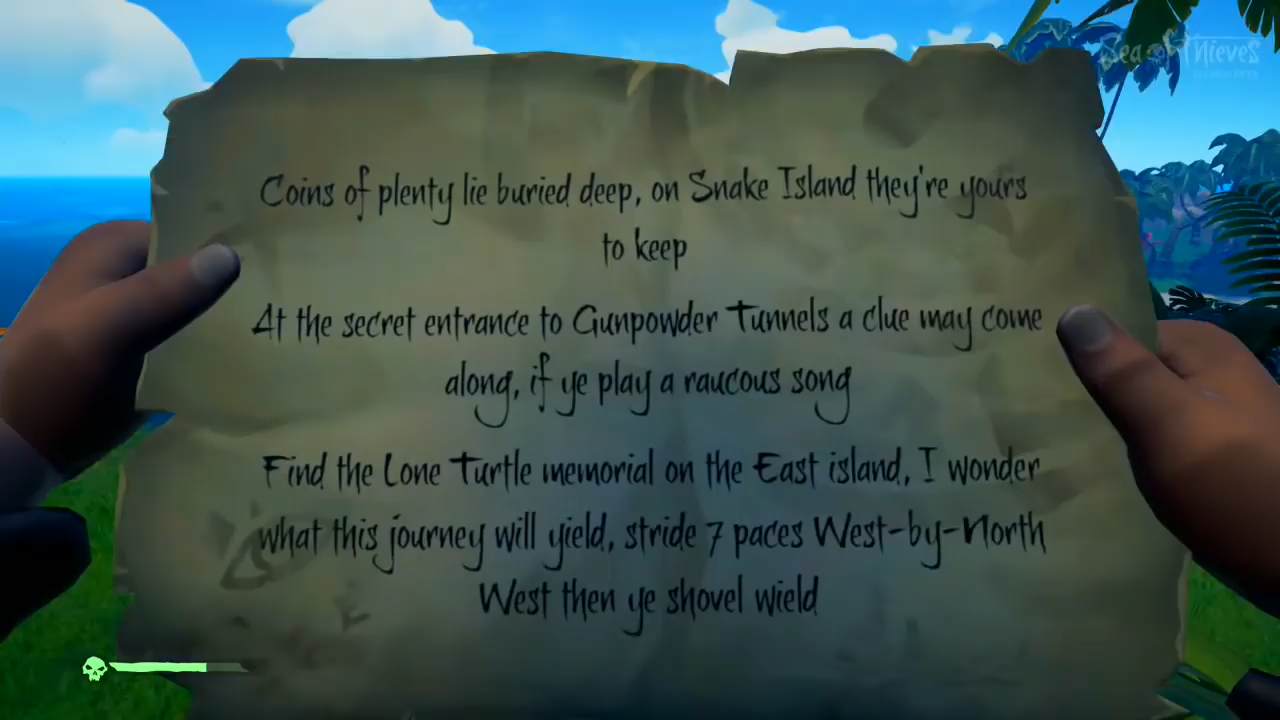 Sea of Thieves
Coins of plenty lie buried deep, on Snake Island they're yours
to keep
At the secret entrance to Gunpowder Tunnels a clue may come
along, if ye play a raucous song
Find the Lone Turtle memorial on the East island, I wonder
what this journey will yield, stride 7 paces West-by-North
West then ye shovel wield